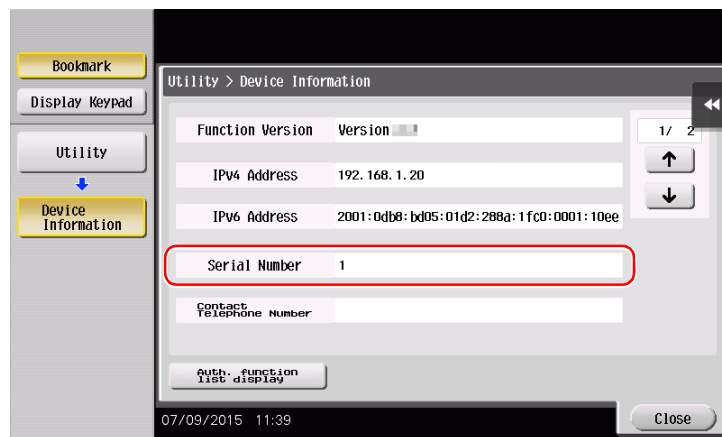 Bookmark
Display Keypad
Utility
Device
Information
Utility > Device Information
Function Version Version
1/ 2
IPv4 Address 192.168.1.20
IPv6 Address 2001:0db8:bd05:01d2:288a:1fc0:0001:10ee
Serial Number 1
Contact
Telephone Number
Auth. function
list display
07/09/2015 11:39
Close